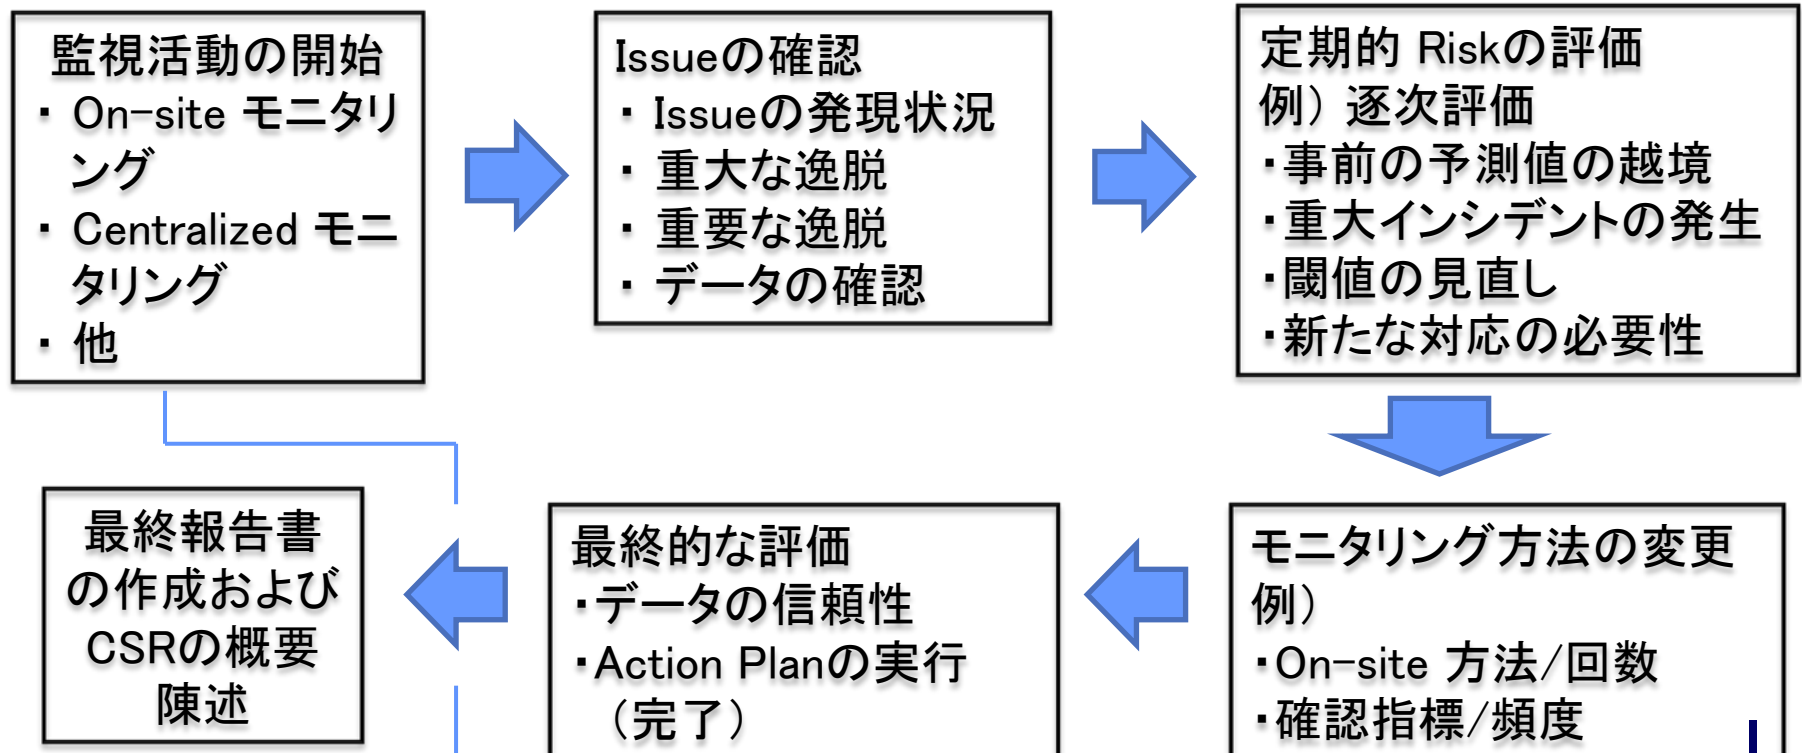 監視活動の開始
・ On-site モニタリ
ング
・ Centralized モニ
タリング
・ 他
Issueの確認
・ Issueの発現状況
・ 重大な逸脱
・ 重要な逸脱
・ データの確認
定期的 Riskの評価
例） 逐次評価
・事前の予測値の越境
・重大インシデントの発生
・閾値の見直し
・新たな対応の必要性
モニタリング方法の変更
例）
・On-site 方法/回数
・確認指標/頻度
最終的な評価
・データの信頼性
・Action Planの実行
（完了）
最終報告書
の作成および
CSRの概要
陳述